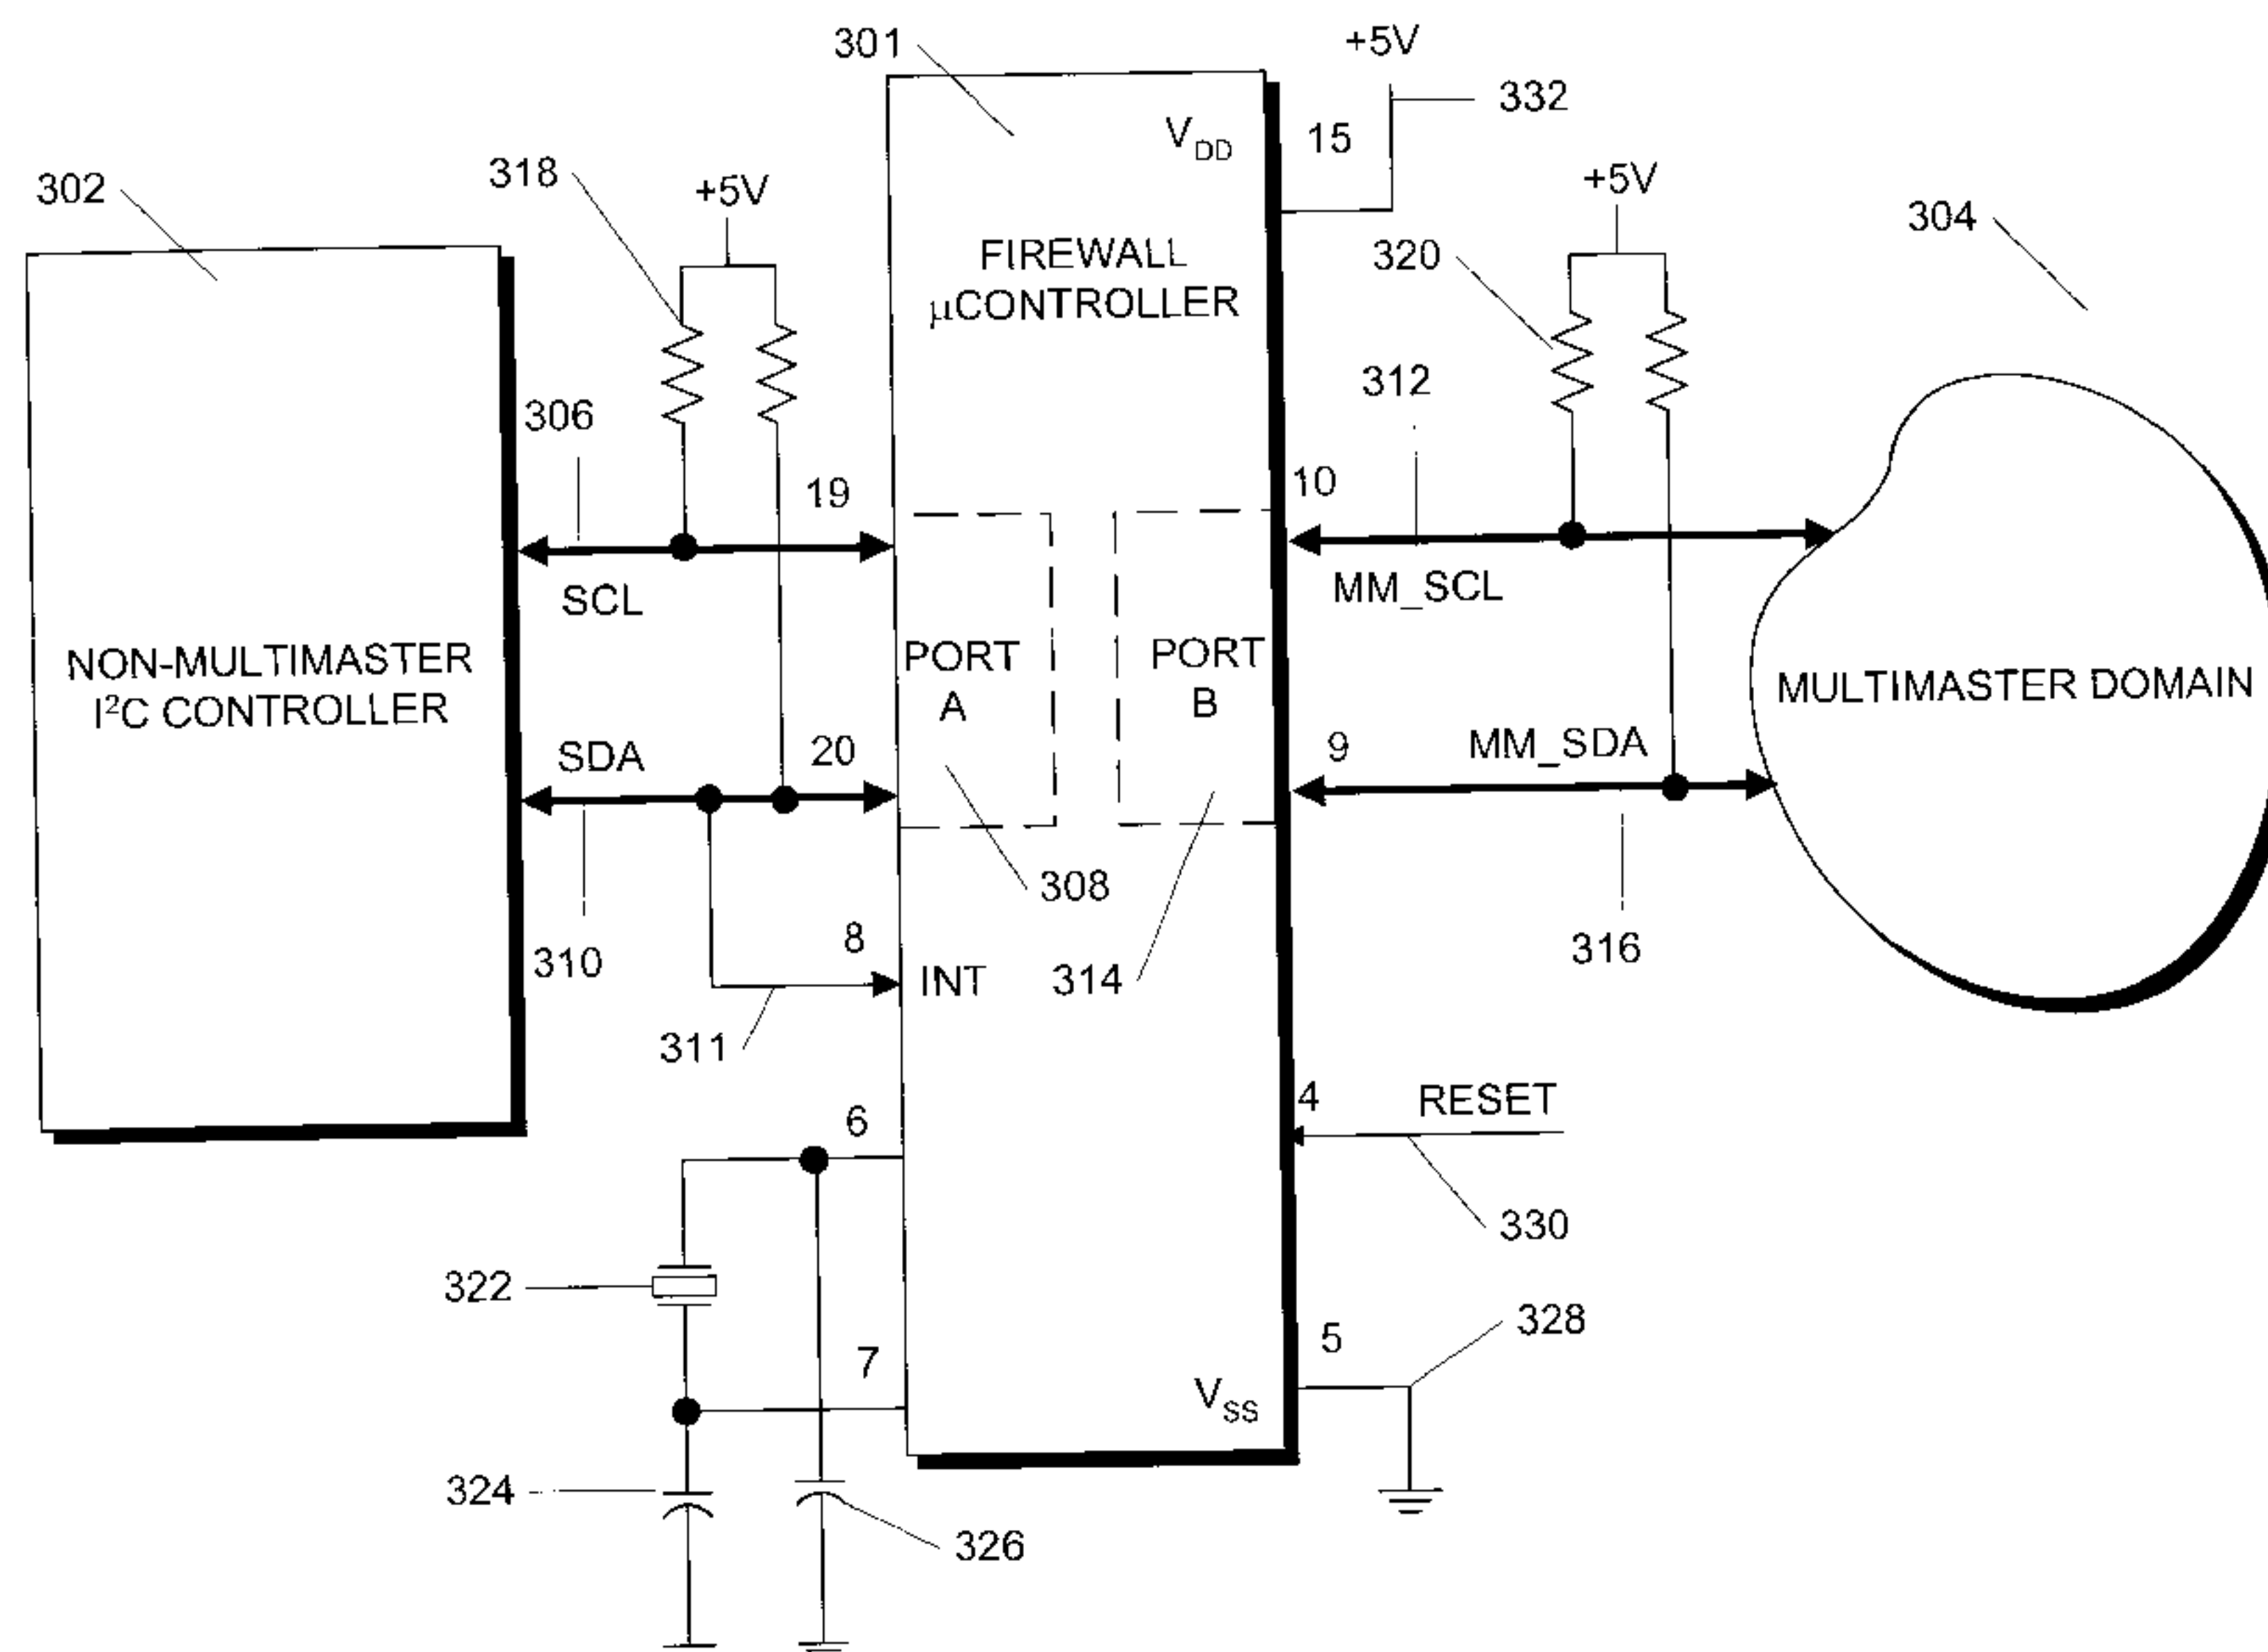 301
+5V
332
15
V_DD
318
+5V
+5V
302
304
FIREWALL
µCONTROLLER
320
312
306
19
10
SCL
MM_SCL
NON-MULTIMASTER
I²C CONTROLLER
PORT
A
PORT
B
MULTIMASTER DOMAIN
SDA
20
9
MM_SDA
308
310
8
INT
314
316
311
4
RESET
6
330
322
328
5
7
V_SS
324
326